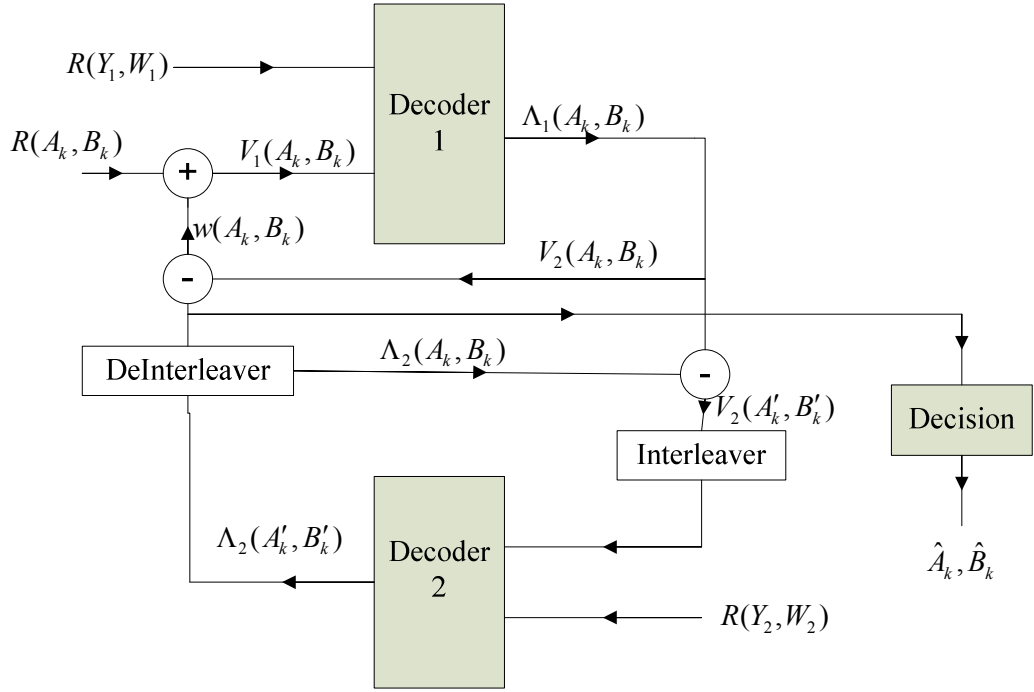 R(Y₁,W₁)
Decoder
1
Λ₁(Aₖ,Bₖ)
R(Aₖ,Bₖ)
+
V₁(Aₖ,Bₖ)
w(Aₖ,Bₖ)
-
V₂(Aₖ,Bₖ)
DeInterleaver
Λ₂(Aₖ,Bₖ)
-
V₂(A′ₖ,B′ₖ)
Decision
Interleaver
Λ₂(A′ₖ,B′ₖ)
Decoder
2
Âₖ,B̂ₖ
R(Y₂,W₂)